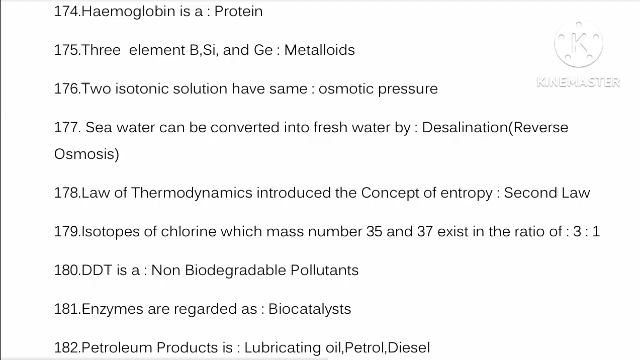 174.Haemoglobin is a : Protein
175.Three element B,Si, and Ge : Metalloids
176.Two isotonic solution have same : osmotic pressure
177. Sea water can be converted into fresh water by : Desalination(Reverse
Osmosis)
178.Law of Thermodynamics introduced the Concept of entropy : Second Law
179.Isotopes of chlorine which mass number 35 and 37 exist in the ratio of : 3 : 1
180.DDT is a : Non Biodegradable Pollutants
181.Enzymes are regarded as : Biocatalysts
182.Petroleum Products is : Lubricating oil,Petrol,Diesel
K
KINEMASTER